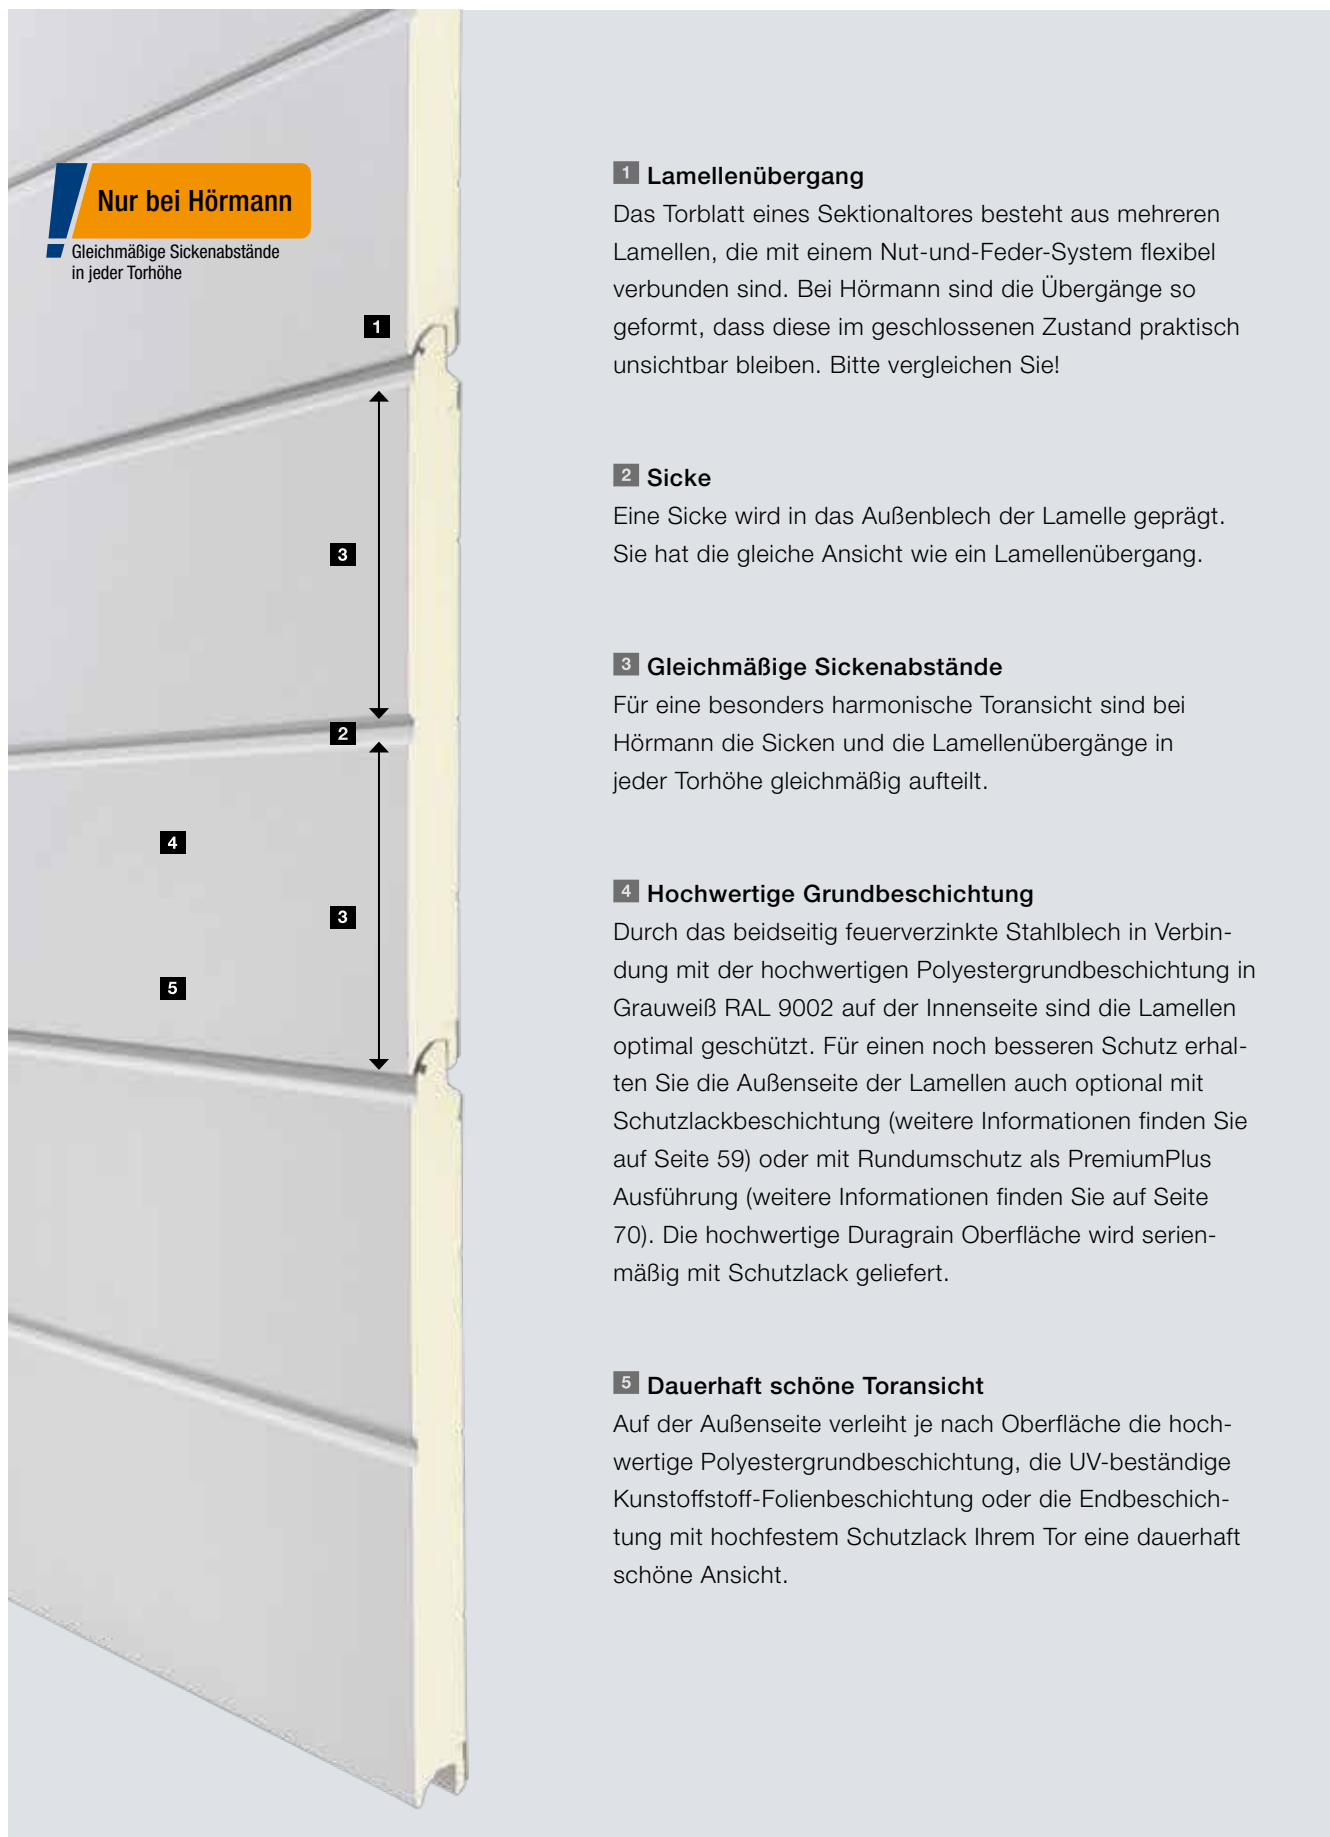 Nur bei Hörmann
Gleichmäßige Sickenabstände
in jeder Torhöhe
1
3
2
4
3
5
1 Lamellenübergang
Das Torblatt eines Sektionaltores besteht aus mehreren
Lamellen, die mit einem Nut-und-Feder-System flexibel
verbunden sind. Bei Hörmann sind die Übergänge so
geformt, dass diese im geschlossenen Zustand praktisch
unsichtbar bleiben. Bitte vergleichen Sie!
2 Sicke
Eine Sicke wird in das Außenblech der Lamelle geprägt.
Sie hat die gleiche Ansicht wie ein Lamellenübergang.
3 Gleichmäßige Sickenabstände
Für eine besonders harmonische Toransicht sind bei
Hörmann die Sicken und die Lamellenübergänge in
jeder Torhöhe gleichmäßig aufteilt.
4 Hochwertige Grundbeschichtung
Durch das beidseitig feuerverzinkte Stahlblech in Verbin-
dung mit der hochwertigen Polyestergrundbeschichtung in
Grauweiß RAL 9002 auf der Innenseite sind die Lamellen
optimal geschützt. Für einen noch besseren Schutz erhal-
ten Sie die Außenseite der Lamellen auch optional mit
Schutzlackbeschichtung (weitere Informationen finden Sie
auf Seite 59) oder mit Rundumschutz als PremiumPlus
Ausführung (weitere Informationen finden Sie auf Seite
70). Die hochwertige Duragrain Oberfläche wird serien-
mäßig mit Schutzlack geliefert.
5 Dauerhaft schöne Toransicht
Auf der Außenseite verleiht je nach Oberfläche die hoch-
wertige Polyestergrundbeschichtung, die UV-beständige
Kunstoffstoff-Folienbeschichtung oder die Endbeschich-
tung mit hochfestem Schutzlack Ihrem Tor eine dauerhaft
schöne Ansicht.